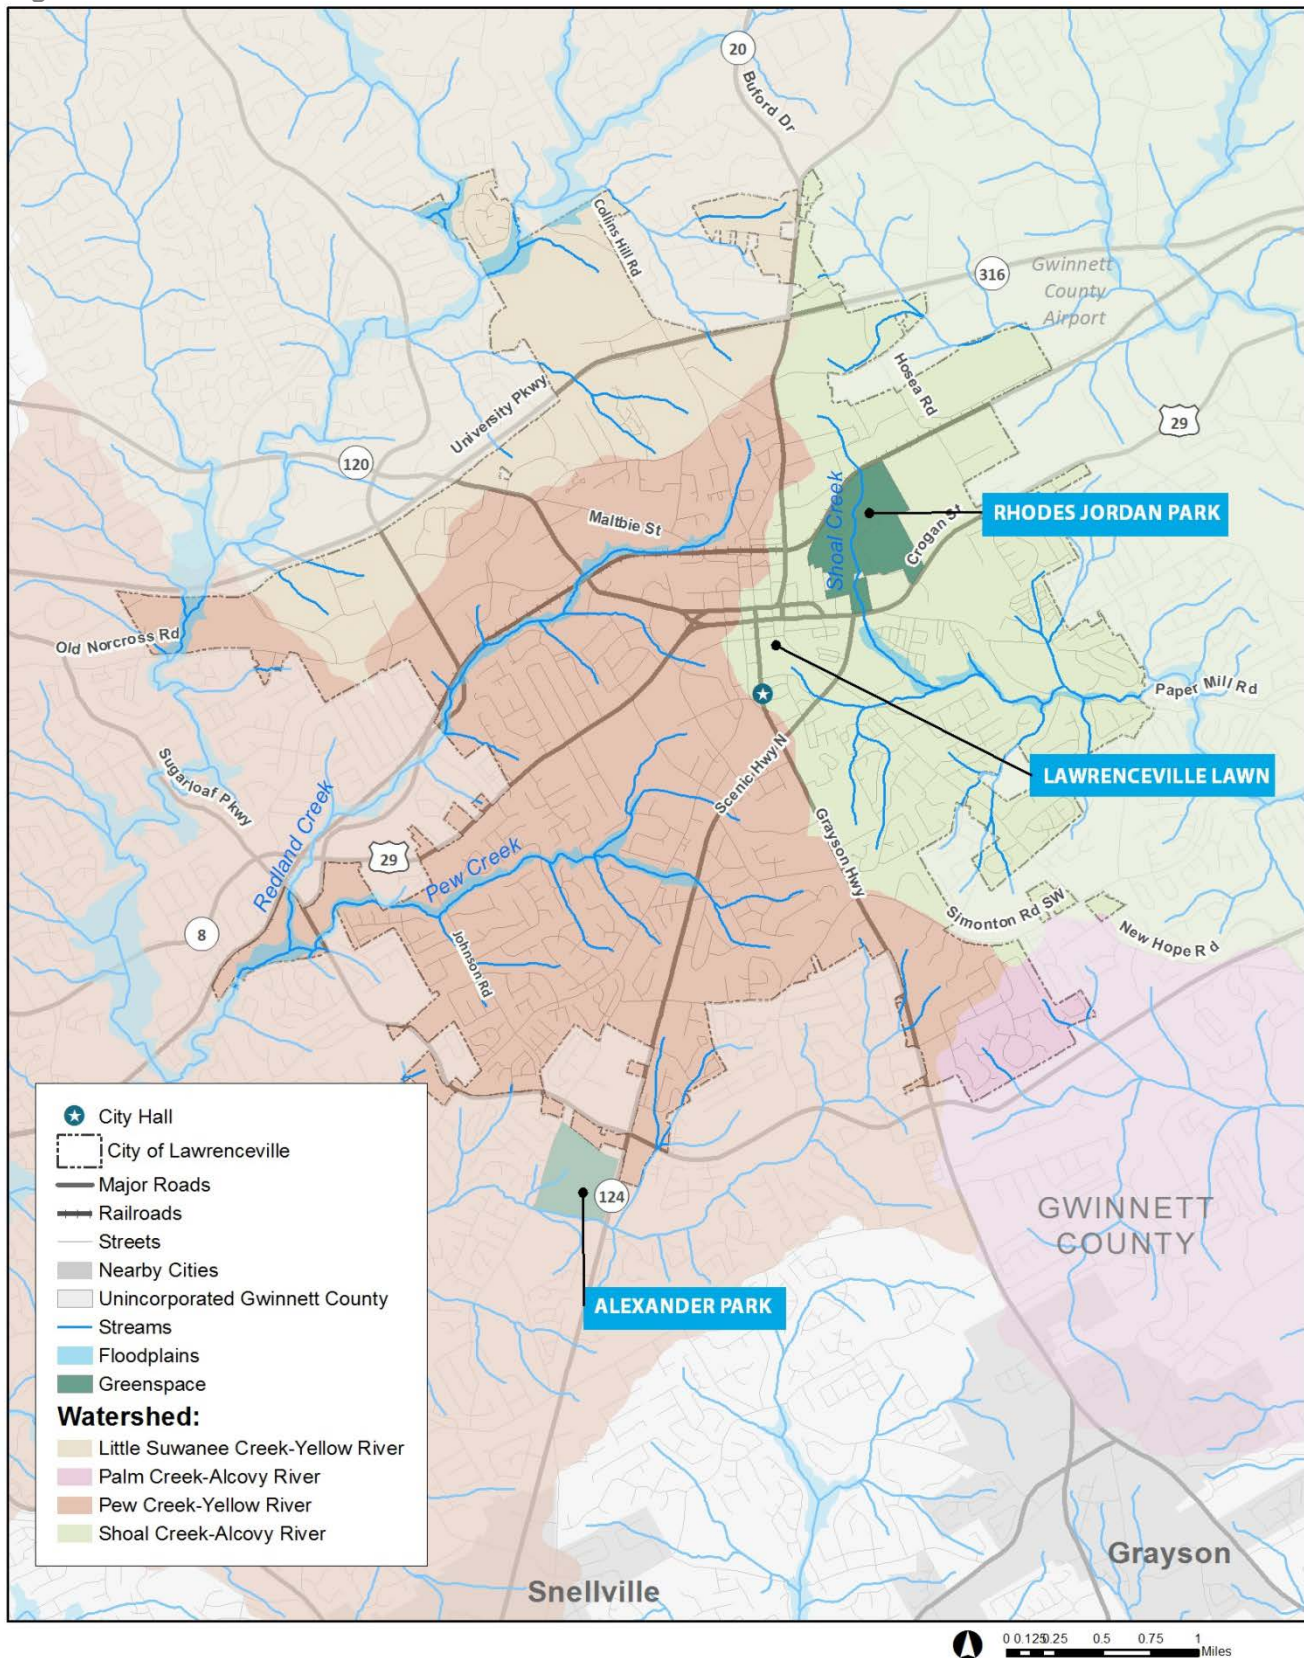 20
Buford Dr
Collins Hill Rd
316
Gwinnett
County
Airport
Hosea Rd
University Pkwy
29
120
RHODES JORDAN PARK
Maltbie St
Shoal Creek
Crogan St
Old Norcross Rd
Paper Mill Rd
Sugarloaf Pkwy
Scenic Hwy N
LAWRENCEVILLE LAWN
Redland Creek
29
Pew Creek
Grayson Hwy
Simonton Rd SW
New Hope Rd
8
Johnson Rd
City Hall
City of Lawrenceville
Major Roads
Railroads
Streets
Nearby Cities
Unincorporated Gwinnett County
Streams
Floodplains
Greenspace
Watershed:
Little Suwanee Creek-Yellow River
Palm Creek-Alcovy River
Pew Creek-Yellow River
Shoal Creek-Alcovy River
124
ALEXANDER PARK
GWINNETT
COUNTY
Grayson
Snellville
0 0.125 0.25 0.5 0.75 1
Miles